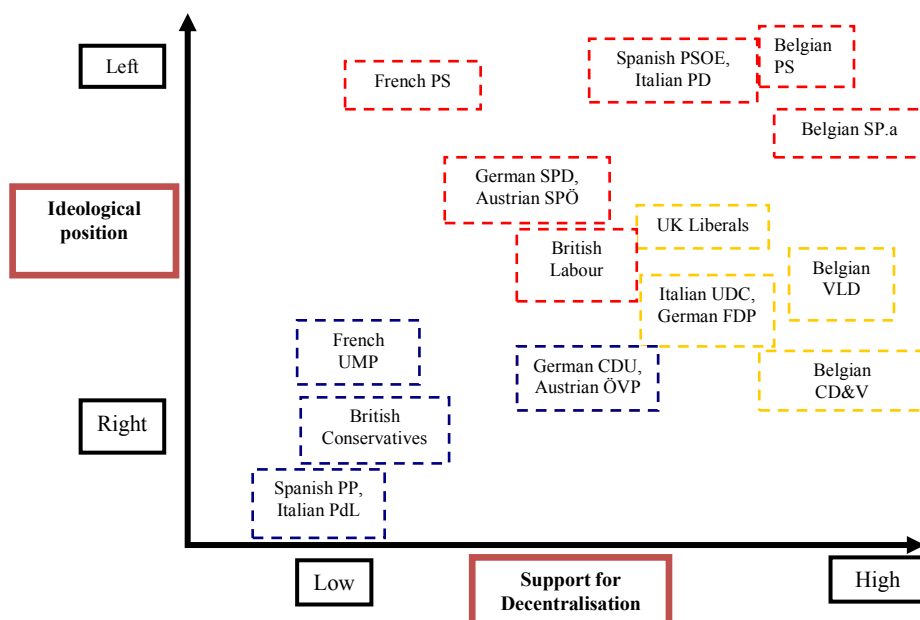 Left
French PS
Spanish PSOE,
Italian PD
Belgian
PS
Belgian SP.a
German SPD,
Austrian SPÖ
Ideological
position
UK Liberals
British
Labour
Belgian
VLD
Italian UDC,
German FDP
French
UMP
German CDU,
Austrian ÖVP
Belgian
CD&V
Right
British
Conservatives
Spanish PP,
Italian PdL
Low
Support for
Decentralisation
High